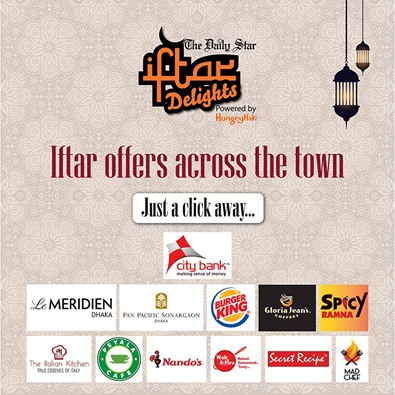 The Daily Star
iftar
Delights
Powered by
HungryNaki
Iftar offers across the town
Just a click away...
city bank
making sense of money
Le MERIDIEN
DHAKA
PAN PACIFIC SONARGAON
DHAKA
BURGER
KING
Gloria Jean's
COFFEES
SPICY
RAMNA
The Italian Kitchen
TRUE ESSENCE OF ITALY
PEYALA
CAFE
Nando's
Wok
Secret Recipe
MAD
CHEF